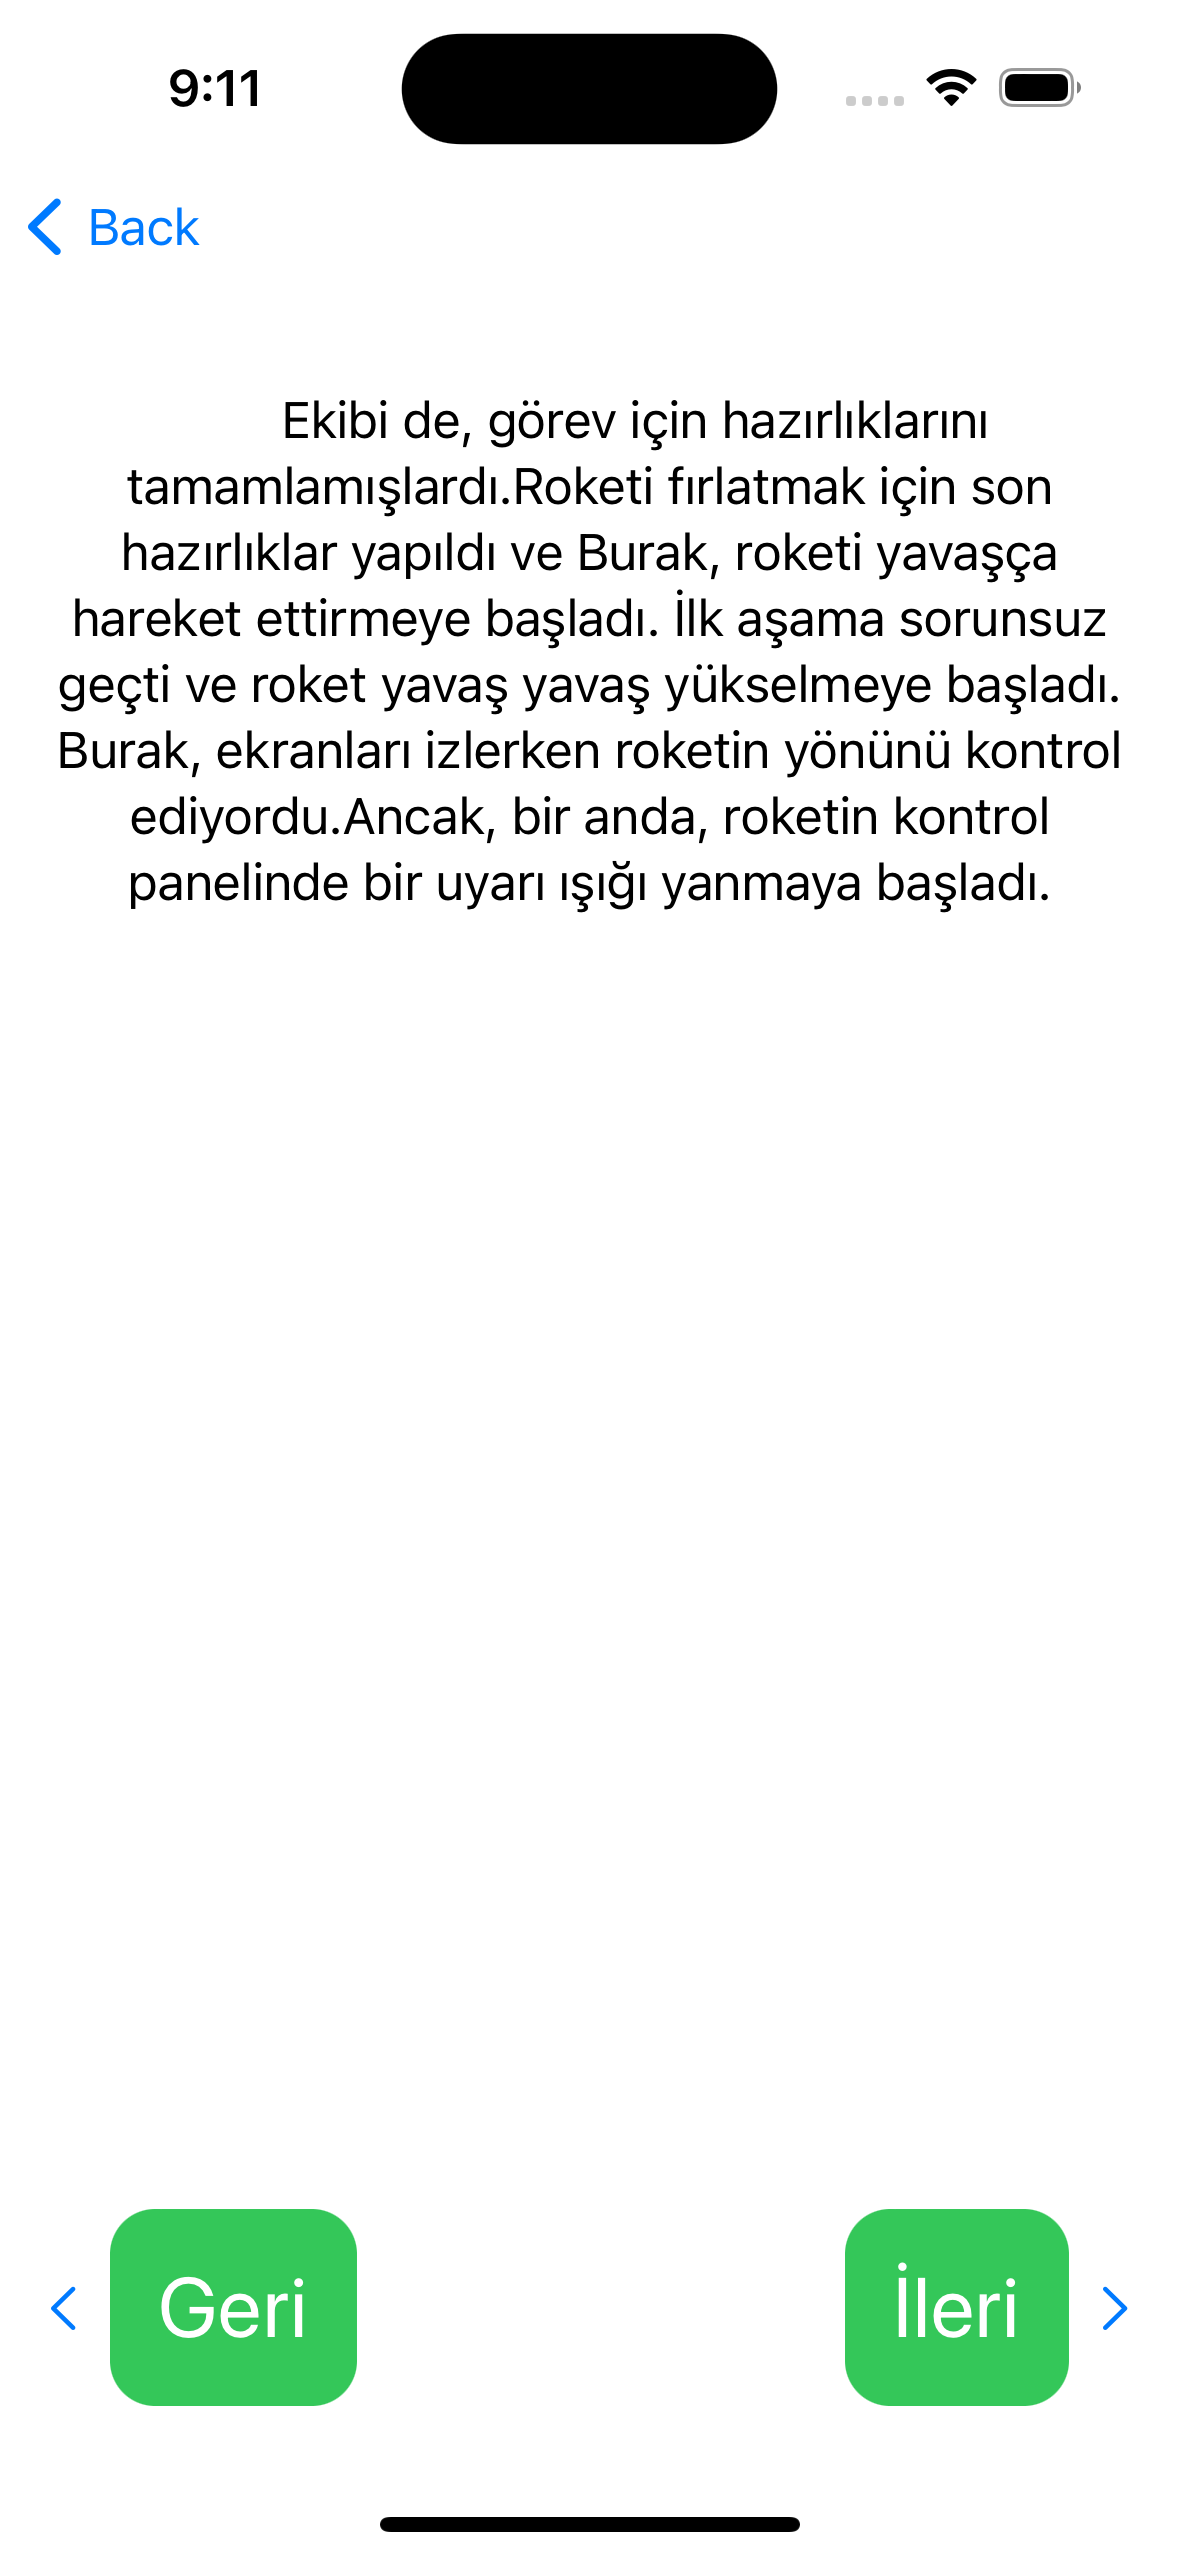 9:11
Back
Ekibi de, görev için hazırlıklarını
tamamlamışlardı.Roketi fırlatmak için son
hazırlıklar yapıldı ve Burak, roketi yavaşça
hareket ettirmeye başladı. İlk aşama sorunsuz
geçti ve roket yavaş yavaş yükselmeye başladı.
Burak, ekranları izlerken roketin yönünü kontrol
ediyordu.Ancak, bir anda, roketin kontrol
panelinde bir uyarı ışığı yanmaya başladı.
Geri
İleri